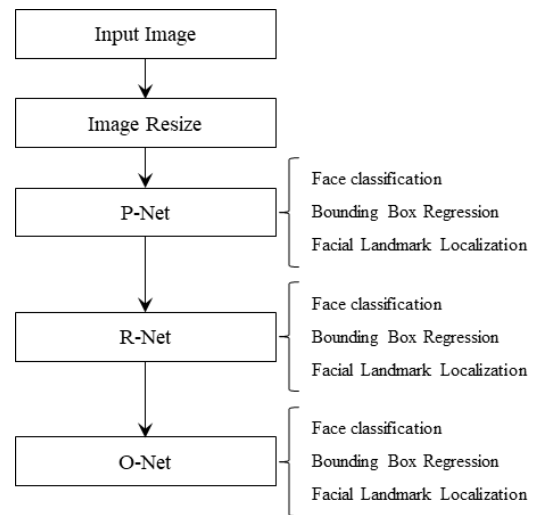 Input Image
Image Resize
P-Net
Face classification
Bounding Box Regression
Facial Landmark Localization
R-Net
Face classification
Bounding Box Regression
Facial Landmark Localization
O-Net
Face classification
Bounding Box Regression
Facial Landmark Localization